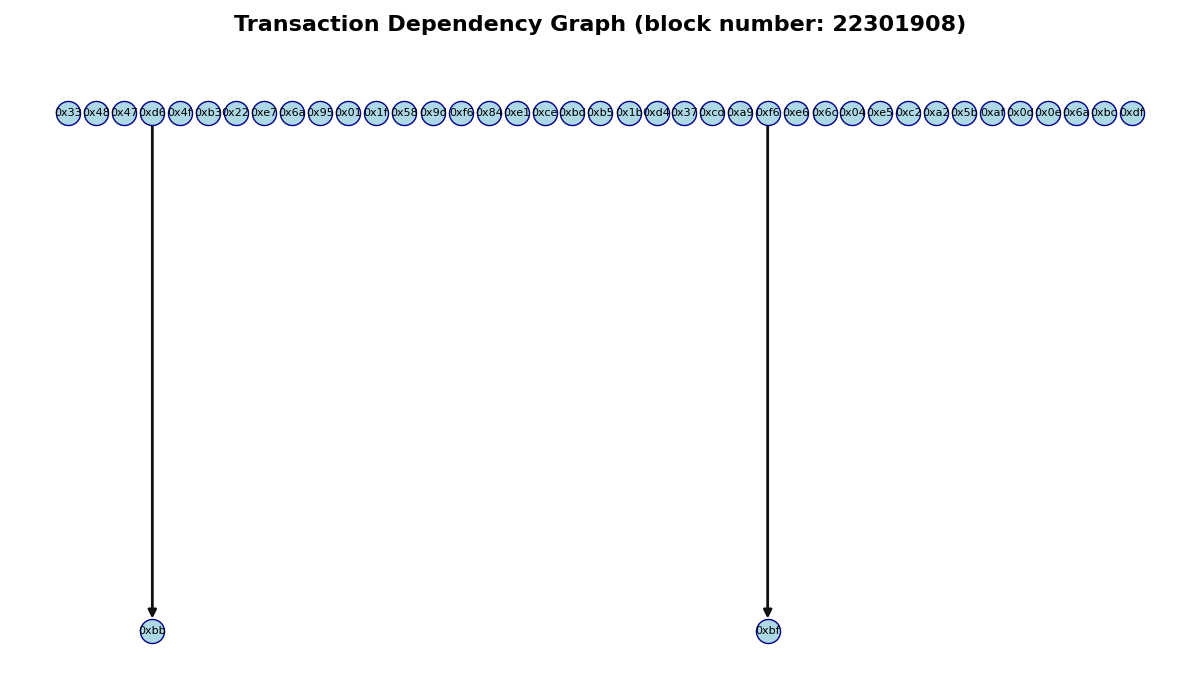 Transaction Dependency Graph (block number: 22301908)
0x33 0x48 0x47 0xd6 0x4f 0xb3 0x22 0xe7 0x6a 0x95 0x01 0x1f 0x58 0x9d 0xf6 0x84 0xe1 0xce 0xbd 0xb5 0x1b 0xd4 0x37 0xcd 0xa9 0xf6 0xe6 0x6c 0x04 0xe5 0xc2 0xa2 0x5b 0xaf 0x0d 0x0e 0x6a 0xbc 0xdf
0xbb 0xbf